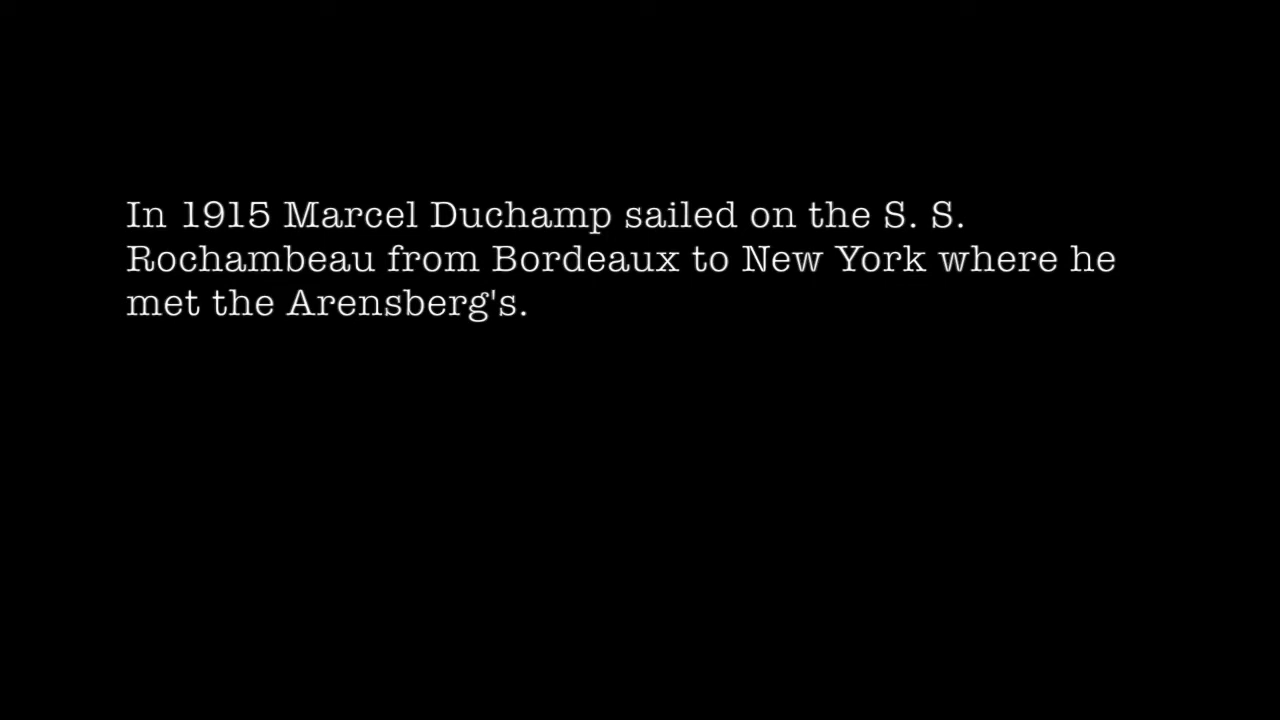 In 1915 Marcel Duchamp sailed on the S. S.
Rochambeau from Bordeaux to New York where he
met the Arensberg's.